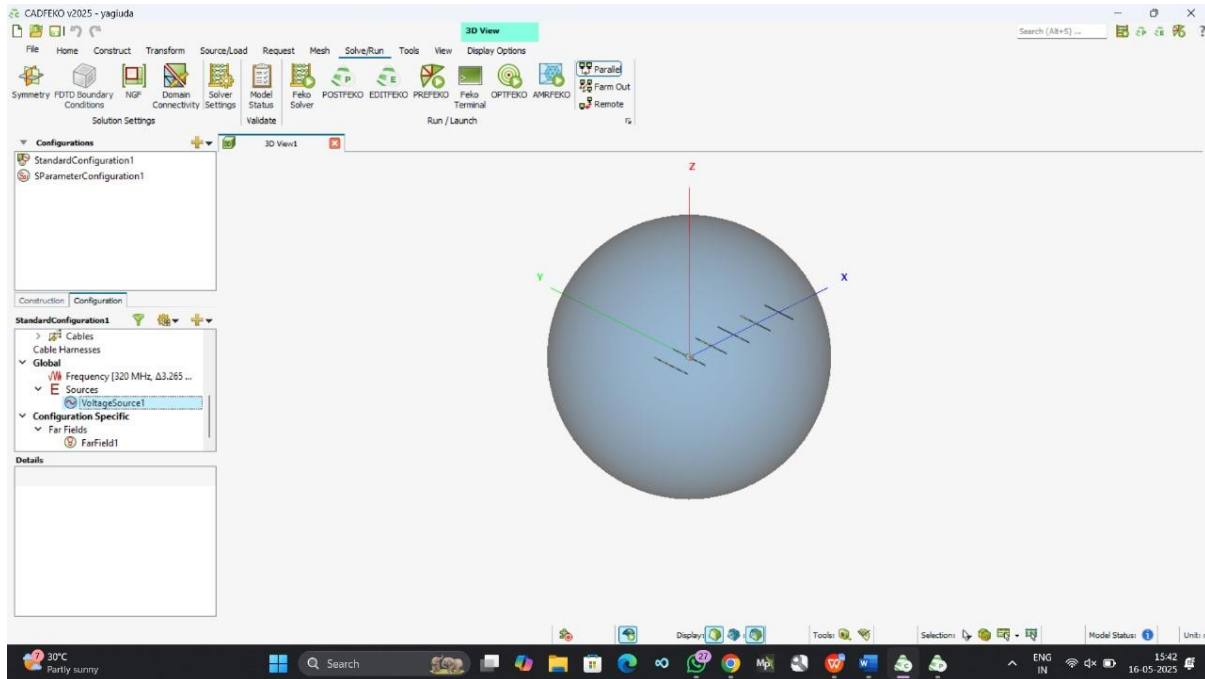 CADFEKO v2025 - yagiuda
3D View
Search (Alt+S) ...
File Home Construct Transform Source/Load Request Mesh Solve/Run Tools View Display Options
Symmetry FDTD Boundary Conditions NGF Domain Connectivity Solver Settings Model Status Feko Solver POSTFEKO EDITFEKO PREFEKO Feko Terminal OPTFEKO AMRFEKO
Parallel
Farm Out
Remote
Solution Settings Validate Run / Launch
Configurations
3D View1
StandardConfiguration1
SParameterConfiguration1
Z
Y
X
Construction Configuration
StandardConfiguration1
Cables
Cable Harnesses
Global
Frequency [320 MHz, Δ3.265 ...
Sources
VoltageSource1
Configuration Specific
Far Fields
FarField1
Details
Display: Tools: Selection: Model Status: Unit:
7
30°C
Partly sunny
Search
27
ENG
IN
15:42
16-05-2025